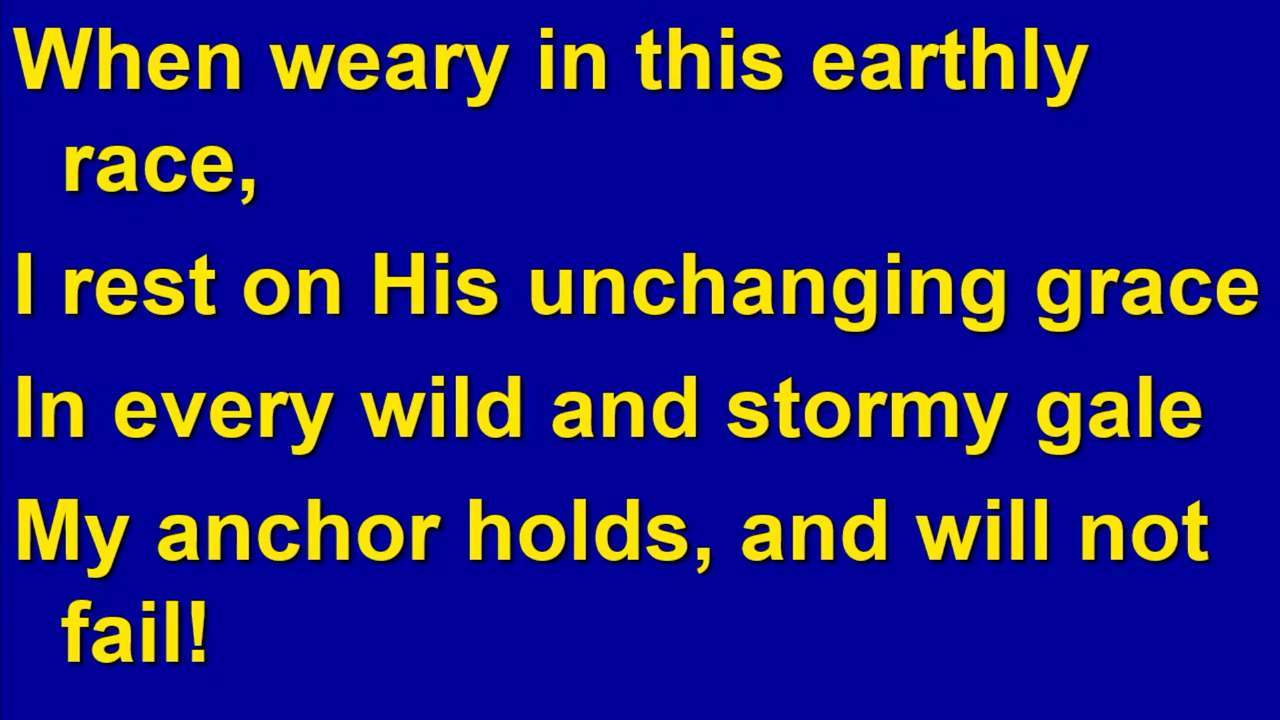 When weary in this earthly
race,
I rest on His unchanging grace
In every wild and stormy gale
My anchor holds, and will not
fail!